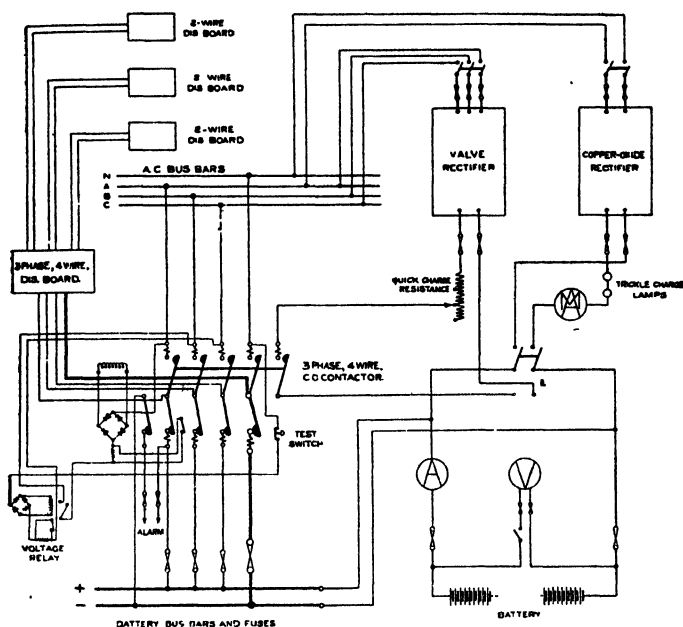 2-WIRE
DIS BOARD
2 WIRE
DIS. BOARD
2-WIRE
DIS BOARD
A.C BUS BARS
N
A
B
C
VALVE
RECTIFIER
COPPER-OXIDE
RECTIFIER
3 PHASE, 4 WIRE,
DIS. BOARD.
QUICK CHARGE
RESISTANCE
TRICKLE CHARGE
LAMPS
MA
3 PHASE, 4 WIRE,
C.O CONTACTOR.
TEST
SWITCH
A
V
VOLTAGE
RELAY
ALARM
+
-
BATTERY BUS BARS AND FUSES
BATTERY